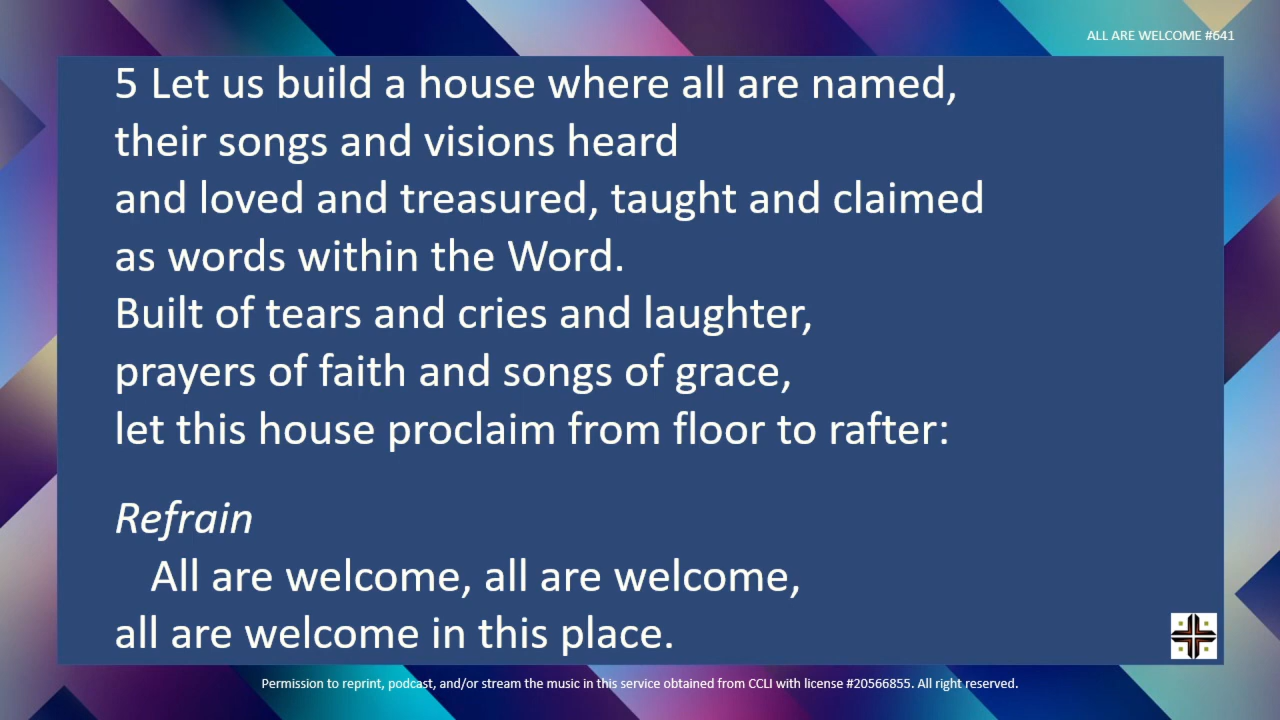 ALL ARE WELCOME #641
5 Let us build a house where all are named,
their songs and visions heard
and loved and treasured, taught and claimed
as words within the Word.
Built of tears and cries and laughter,
prayers of faith and songs of grace,
let this house proclaim from floor to rafter:
Refrain
All are welcome, all are welcome,
all are welcome in this place.
Permission to reprint, podcast, and/or stream the music in this service obtained from CCLI with license #20566855. All right reserved.